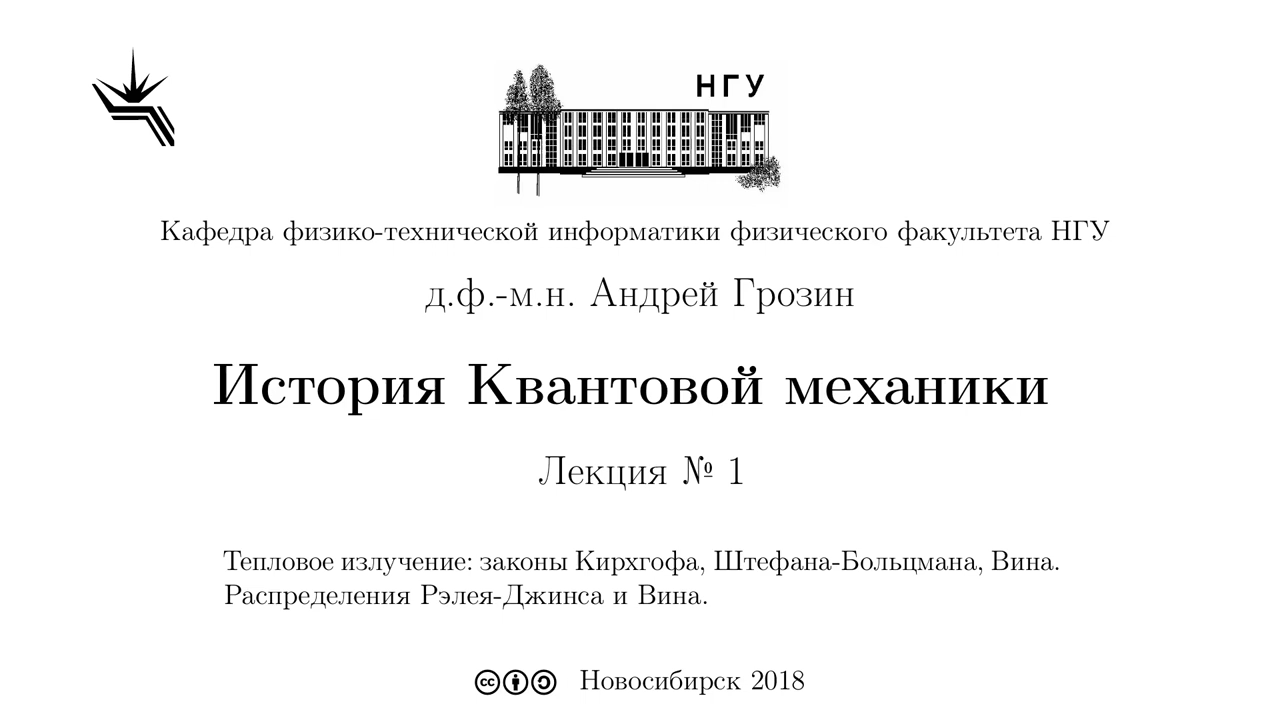 НГУ
Кафедра физико-технической информатики физического факультета НГУ
д.ф.-м.н. Андрей Грозин
История Квантовой механики
Лекция № 1
Тепловое излучение: законы Кирхгофа, Штефана-Больцмана, Вина.
Распределения Рэлея-Джинса и Вина.
cc Новосибирск 2018